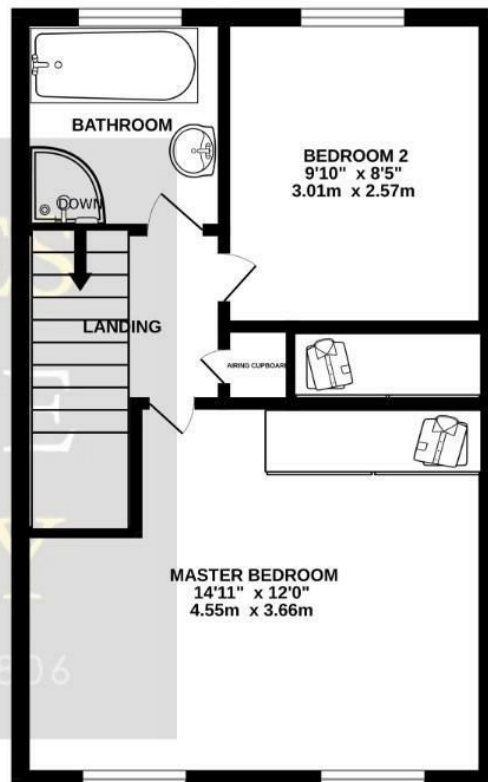 BATHROOM
BEDROOM 2
9'10" x 8'5"
3.01m x 2.57m
DOWN
LANDING
AIRING CUPBOARD
MASTER BEDROOM
14'11" x 12'0"
4.55m x 3.66m